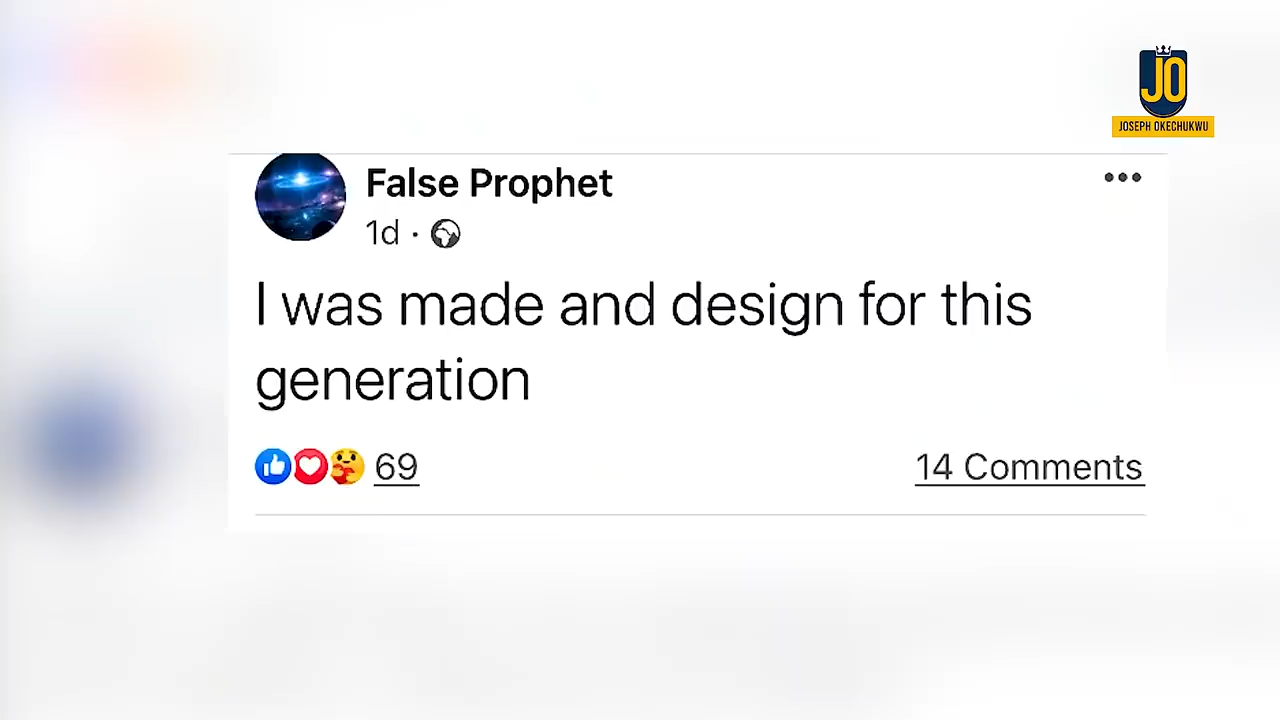 JO
JOSEPH OKECHUKWU
False Prophet
1d ·
I was made and design for this
generation
69
14 Comments